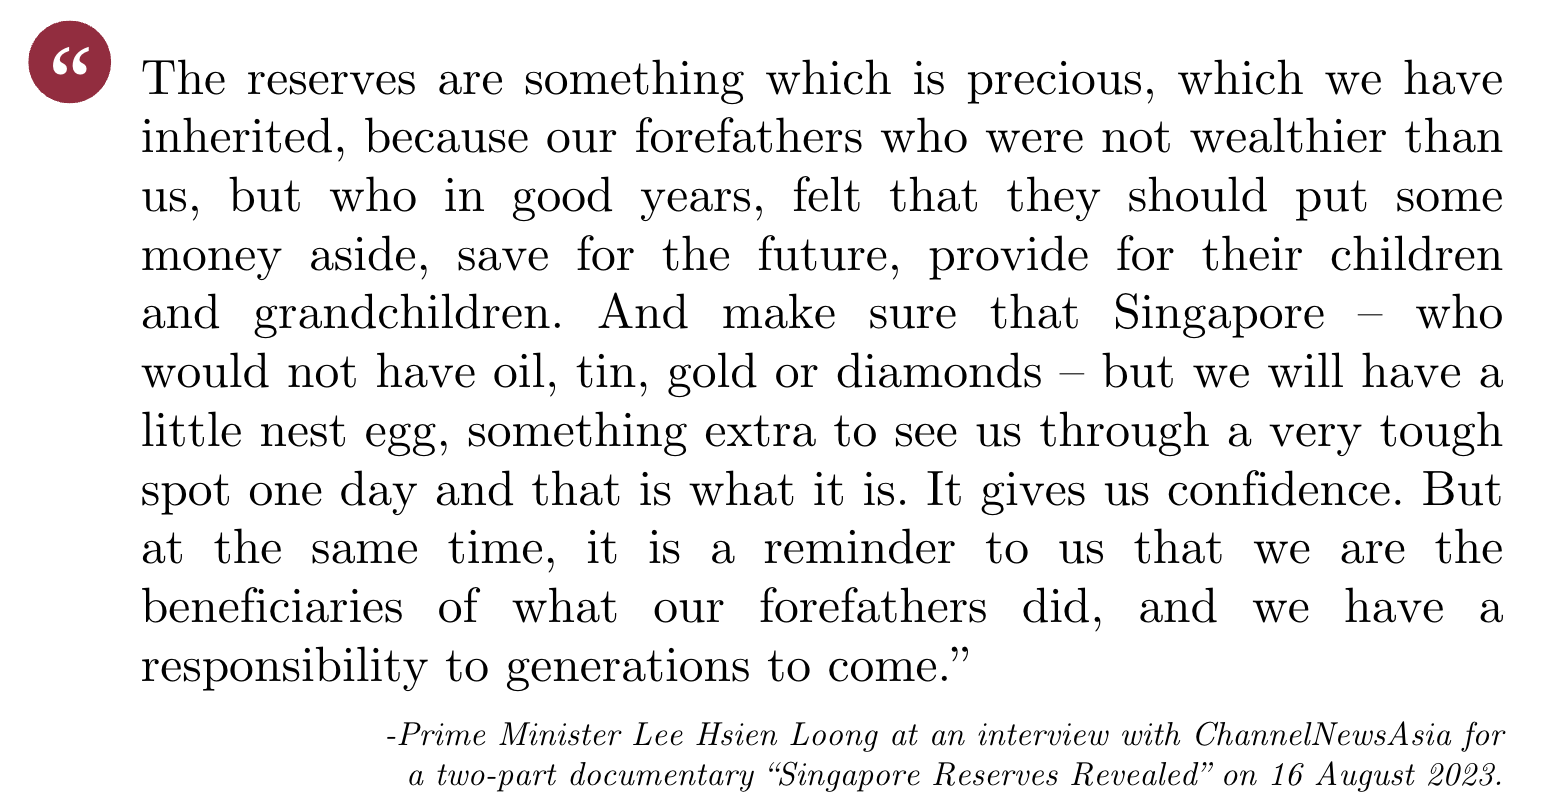 “
The reserves are something which is precious, which we have
inherited, because our forefathers who were not wealthier than
us, but who in good years, felt that they should put some
money aside, save for the future, provide for their children
and grandchildren. And make sure that Singapore – who
would not have oil, tin, gold or diamonds – but we will have a
little nest egg, something extra to see us through a very tough
spot one day and that is what it is. It gives us confidence. But
at the same time, it is a reminder to us that we are the
beneficiaries of what our forefathers did, and we have a
responsibility to generations to come.”
-Prime Minister Lee Hsien Loong at an interview with ChannelNewsAsia for
a two-part documentary “Singapore Reserves Revealed” on 16 August 2023.